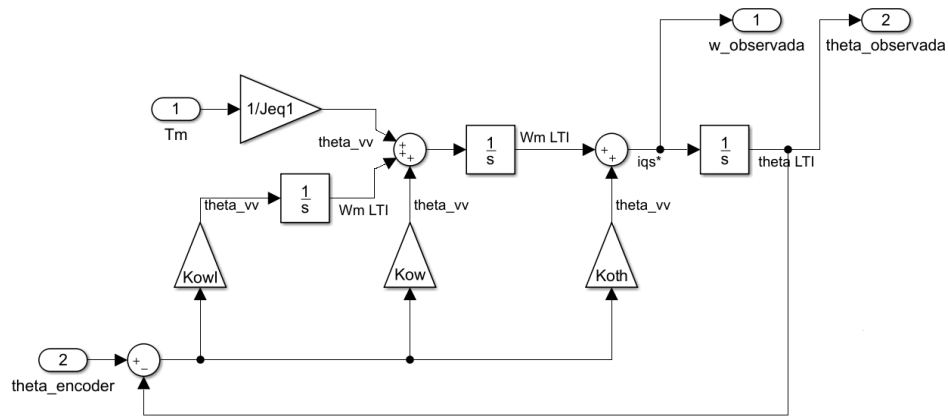 1
w_observada
2
theta_observada
1
Tm
1/Jeq1
theta_vv
+
+
+
1
s
Wm LTI
+
+
iqs*
1
s
theta LTI
theta_vv
1
s
Wm LTI
theta_vv
theta_vv
Kowl
Kow
Koth
2
theta_encoder
+
−